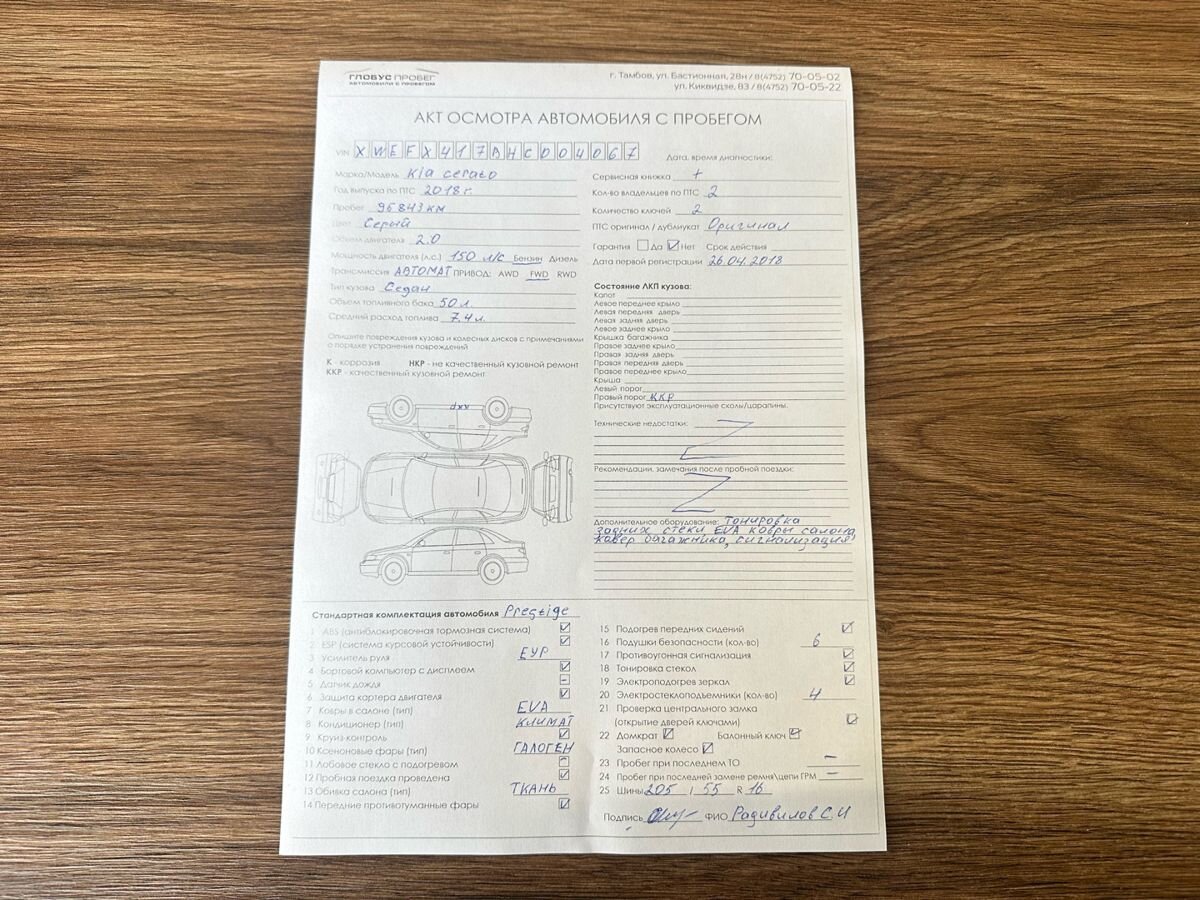 ГЛОБУС ПРОБЕГ
АВТОМОБИЛИ С ПРОБЕГОМ
г. Тамбов, ул. Бастионная, 28н / 8(4752) 70-05-02
ул. Киквидзе, 83 / 8(4752) 70-05-22
АКТ ОСМОТРА АВТОМОБИЛЯ С ПРОБЕГОМ
VIN XWEFX417BHC004067
Марка/Модель Kia cerato
Год выпуска по ПТС 2018 г.
Пробег 95843 км
Цвет Серый
Объем двигателя 2.0
Мощность двигателя (л.с.) 150 л/с Бензин Дизель
Трансмиссия АВТОМАТ ПРИВОД: AWD FWD RWD
Тип кузова Седан
Объем топливного бака 50 л.
Средний расход топлива 7,4 л.
Опишите повреждения кузова и колесных дисков с примечаниями
о порядке устранения повреждений
К - коррозия НКР - не качественный кузовной ремонт
ККР - качественный кузовной ремонт
ККР
Дата, время диагностики:
Сервисная книжка +
Кол-во владельцев по ПТС 2
Количество ключей 2
ПТС оригинал / дубликат Оригинал
Гарантия Да Нет Срок действия
Дата первой регистрации 26.04.2018
Состояние ЛКП кузова:
Капот
Левое переднее крыло
Левая передняя дверь
Левая задняя дверь
Левое заднее крыло
Крышка багажника
Правое заднее крыло
Правая задняя дверь
Правая передняя дверь
Правое переднее крыло
Крыша
Левый порог
Правый порог ККР
Присутствуют эксплуатационные сколы/царапины.
Технические недостатки:
Рекомендации, замечания после пробной поездки:
Дополнительное оборудование: Тонировка
задних стекл, EVA ковры салона,
ковер багажника, сигнализация
Стандартная комплектация автомобиля Prestige
1 ABS (антиблокировочная тормозная система)
2 ESP (система курсовой устойчивости)
3 Усилитель руля ЕУР
4 Бортовой компьютер с дисплеем
5 Датчик дождя –
6 Защита картера двигателя
7 Ковры в салоне (тип) EVA
8 Кондиционер (тип) КЛИМАТ
9 Круиз-контроль
10 Ксеноновые фары (тип) ГАЛОГЕН
11 Лобовое стекло с подогревом
12 Пробная поездка проведена
13 Обивка салона (тип) ТКАНЬ
14 Передние противотуманные фары
15 Подогрев передних сидений
16 Подушки безопасности (кол-во) 6
17 Противоугонная сигнализация
18 Тонировка стекол
19 Электроподогрев зеркал
20 Электростеклоподъемники (кол-во) 4
21 Проверка центрального замка
(открытие дверей ключами)
22 Домкрат Балонный ключ
Запасное колесо
23 Пробег при последнем ТО –
24 Пробег при последней замене ремня\цепи ГРМ –
25 Шины 205 / 55 R 16
Подпись ФИО Радивилов С.И